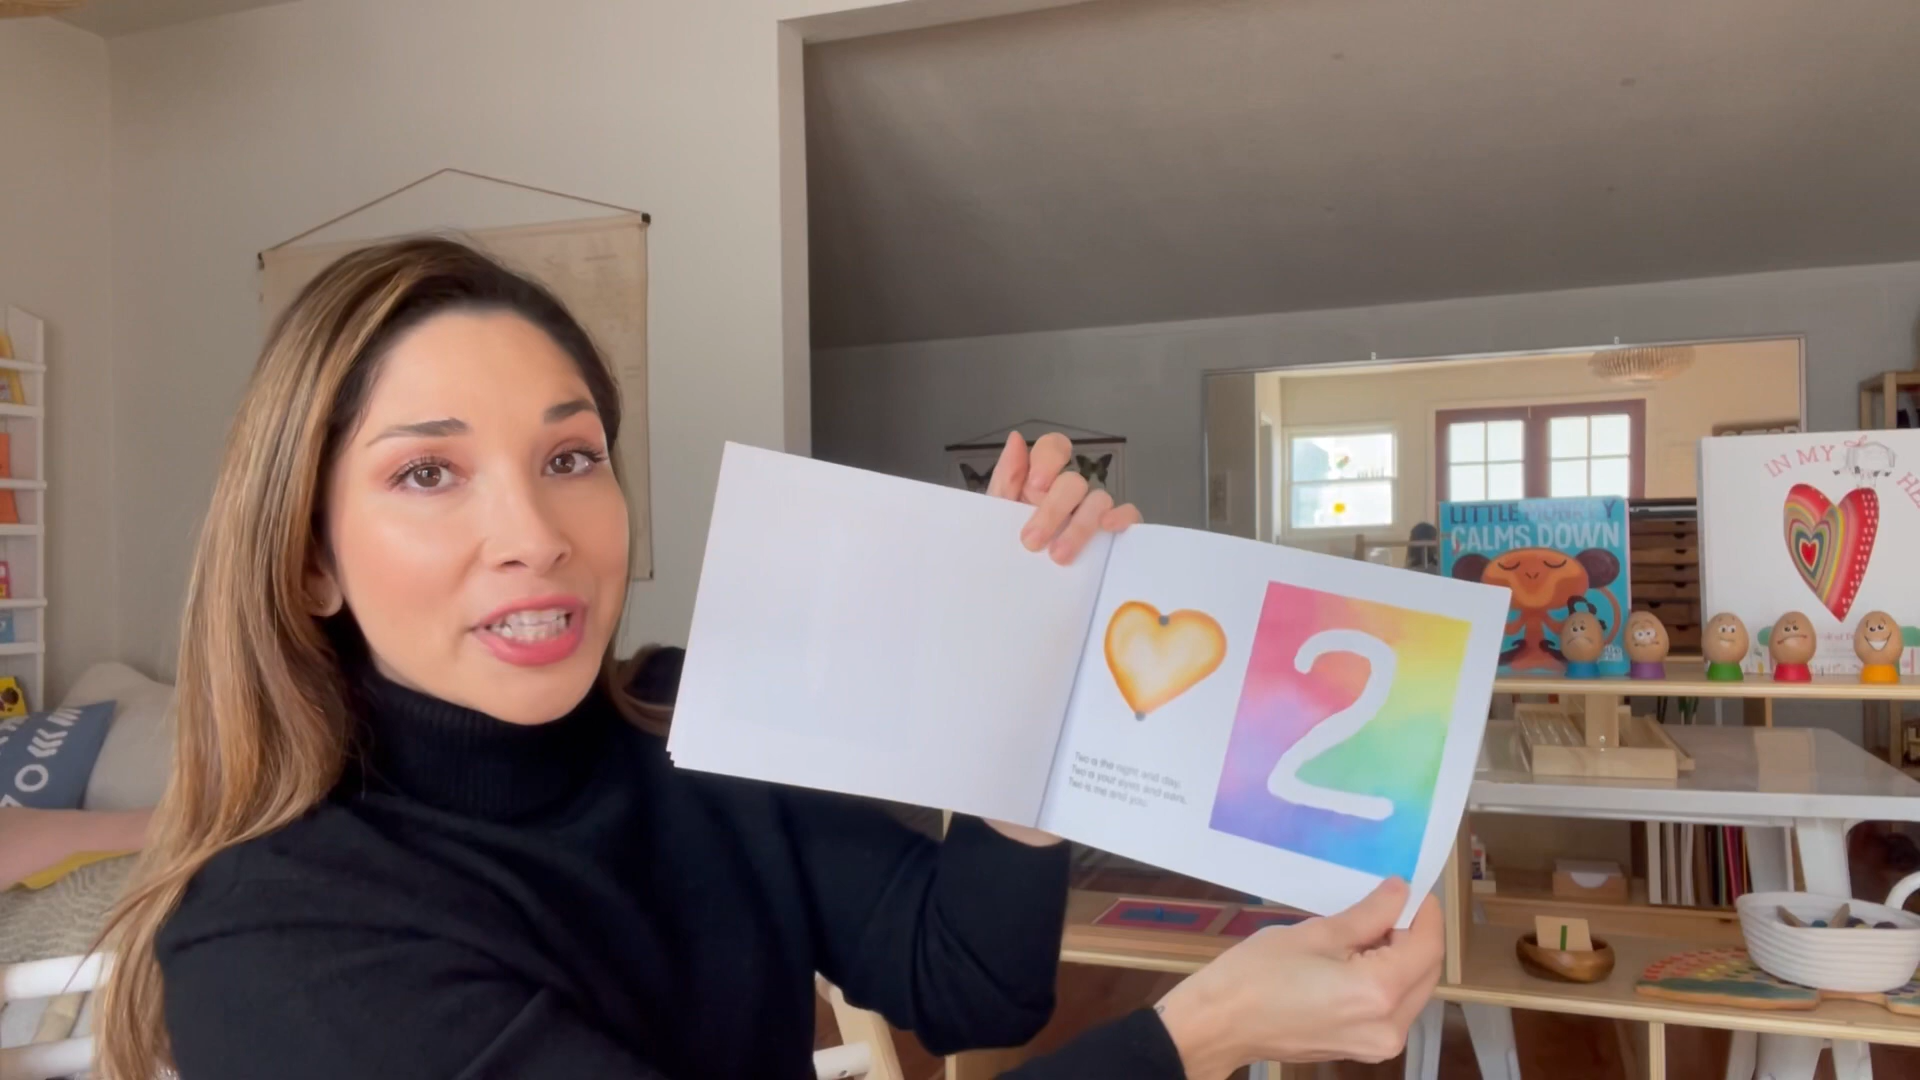 2
Two is the night and day.
Two is your eyes and ears.
Two is me and you.
LITTLE MONKEY
CALMS DOWN
IN MY